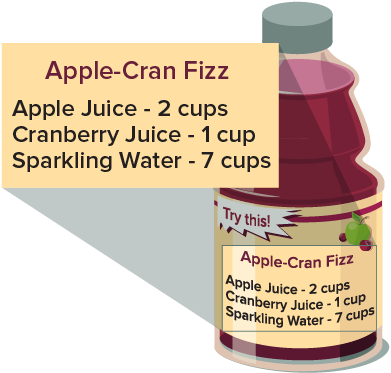 Apple-Cran Fizz
Apple Juice - 2 cups
Cranberry Juice - 1 cup
Sparkling Water - 7 cups
Try this!
Apple-Cran Fizz
Apple Juice - 2 cups
Cranberry Juice - 1 cup
Sparkling Water - 7 cups